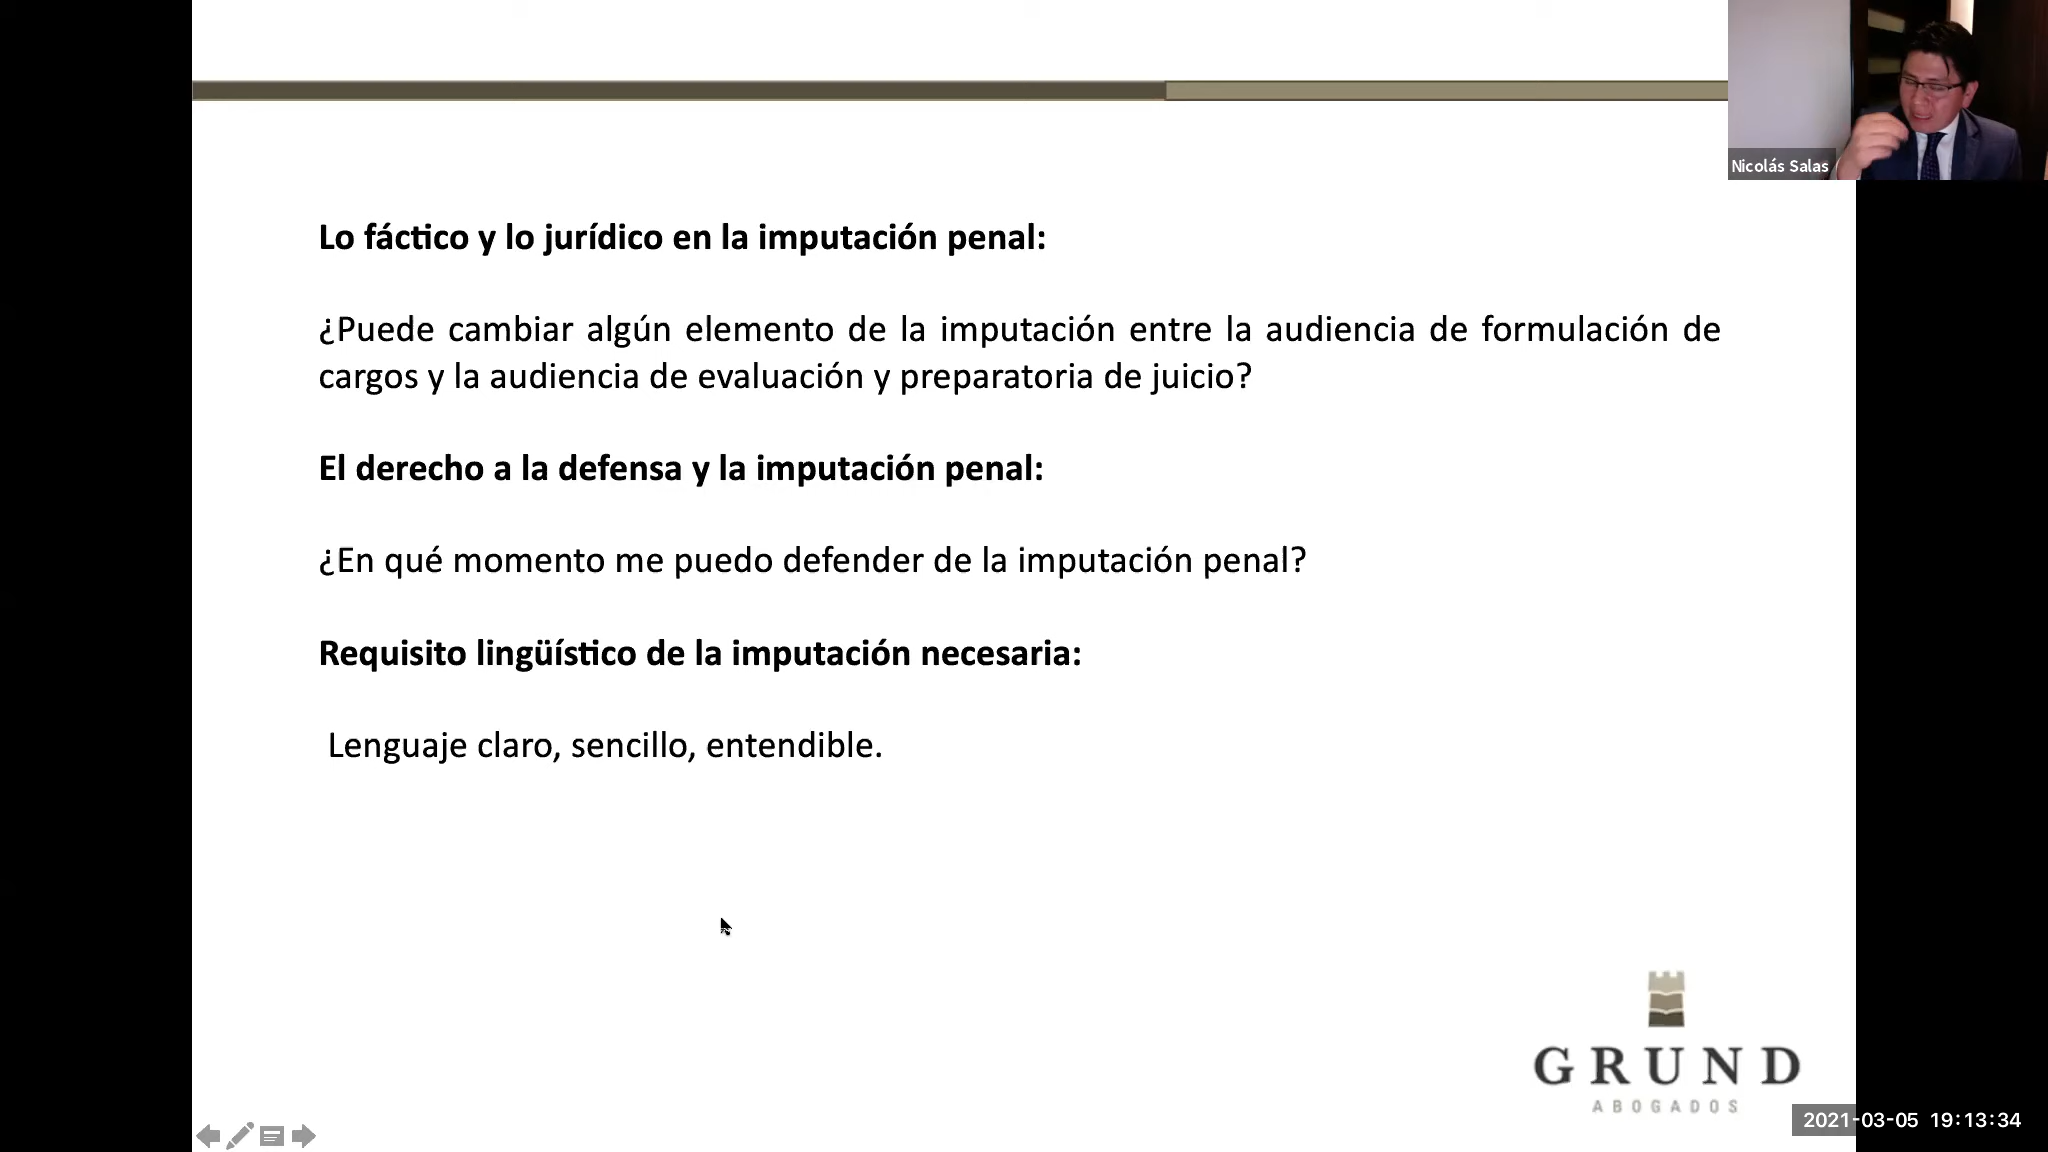 Nicolás Salas
Lo fáctico y lo jurídico en la imputación penal:
¿Puede cambiar algún elemento de la imputación entre la audiencia de formulación de
cargos y la audiencia de evaluación y preparatoria de juicio?
El derecho a la defensa y la imputación penal:
¿En qué momento me puedo defender de la imputación penal?
Requisito lingüístico de la imputación necesaria:
Lenguaje claro, sencillo, entendible.
GRUND
ABOGADOS
2021-03-05 19:13:34